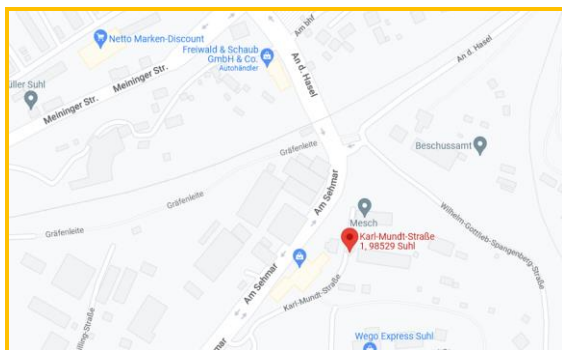 Netto Marken-Discount
Am bhf
Freiwald & Schaub
GmbH & Co.
Autohändler
An d. Hasel
An d. Hasel
Meininger Str.
Meininger Str.
üller Suhl
Gräfenleite
Beschussamt
Gräfenleite
Am Sehmar
Mesch
Wilhelm-Gottlieb-Spangenberg-Straße
Gräfenleite
Karl-Mundt-Straße
1, 98529 Suhl
Am Sehmar
Karl-Mundt-Straße
Wego Express Suhl